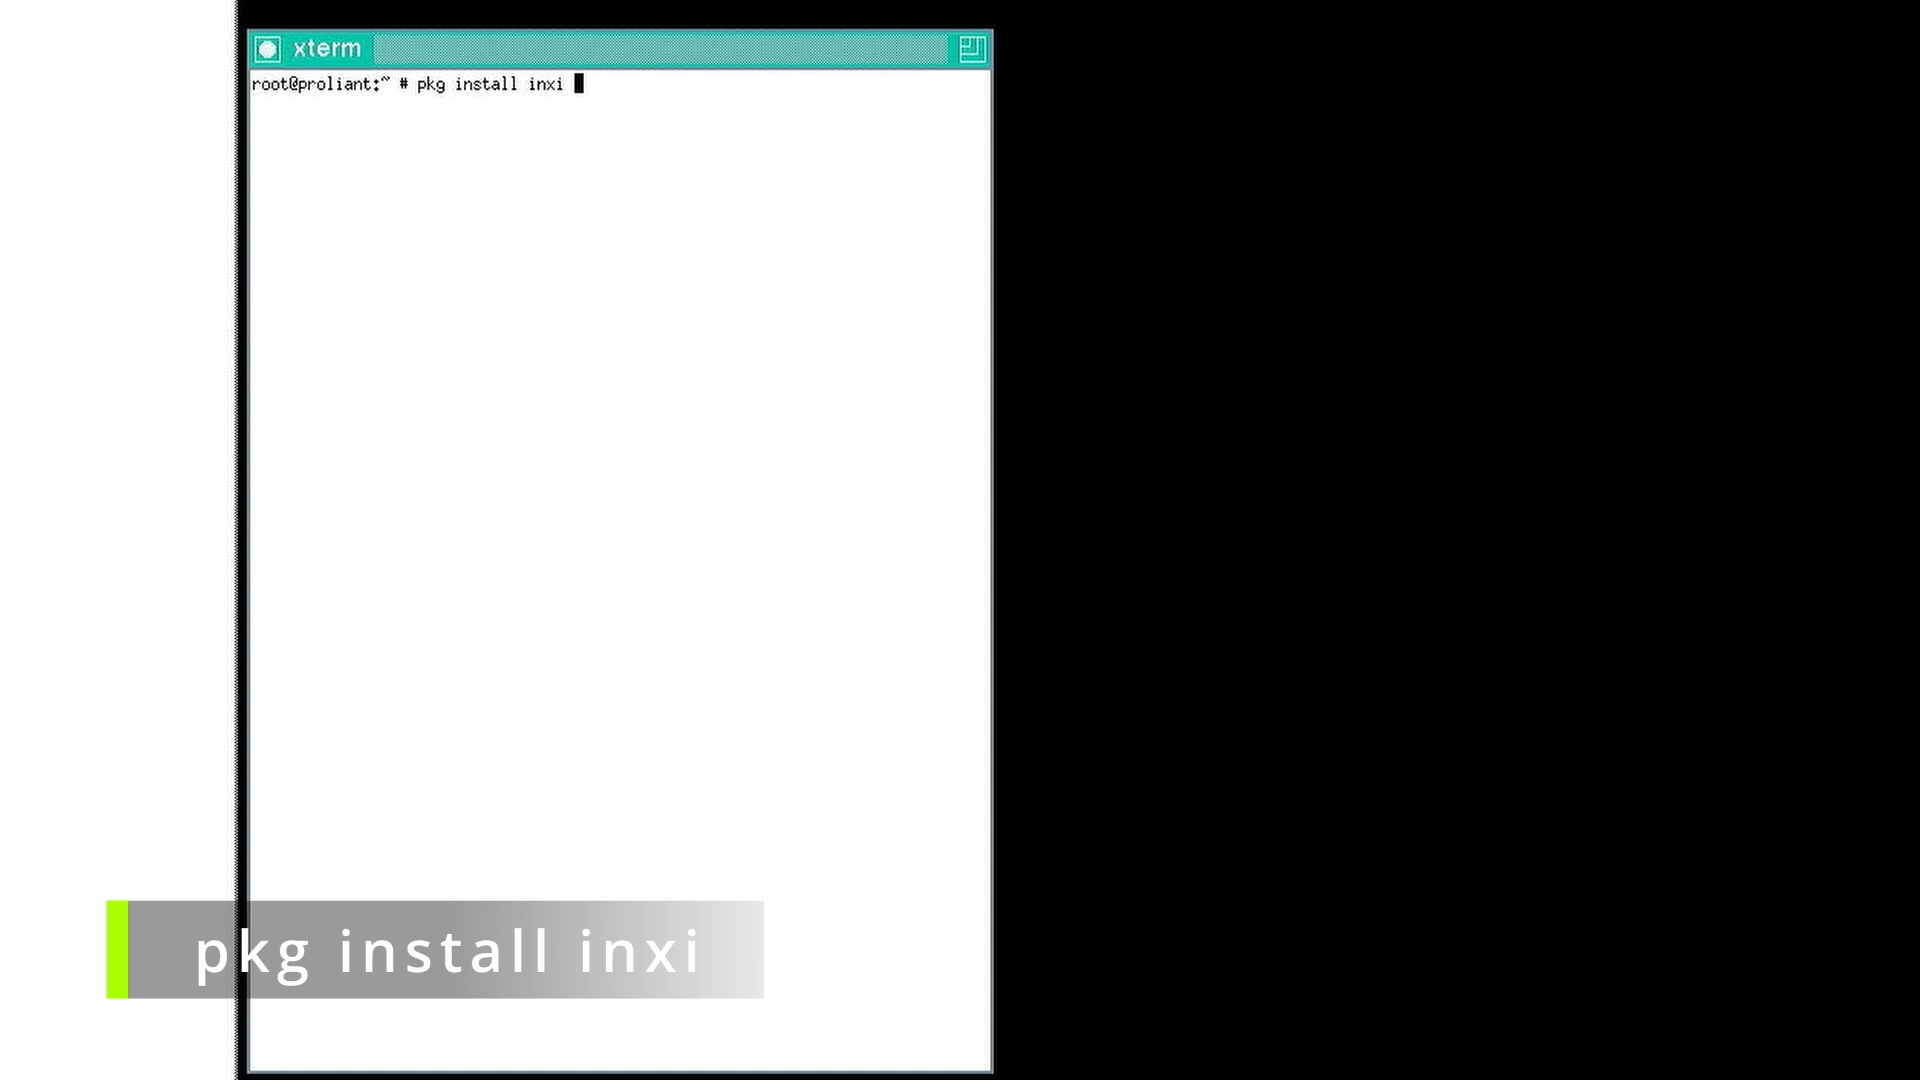 xterm
root@proliant:~ # pkg install inxi
pkg install inxi